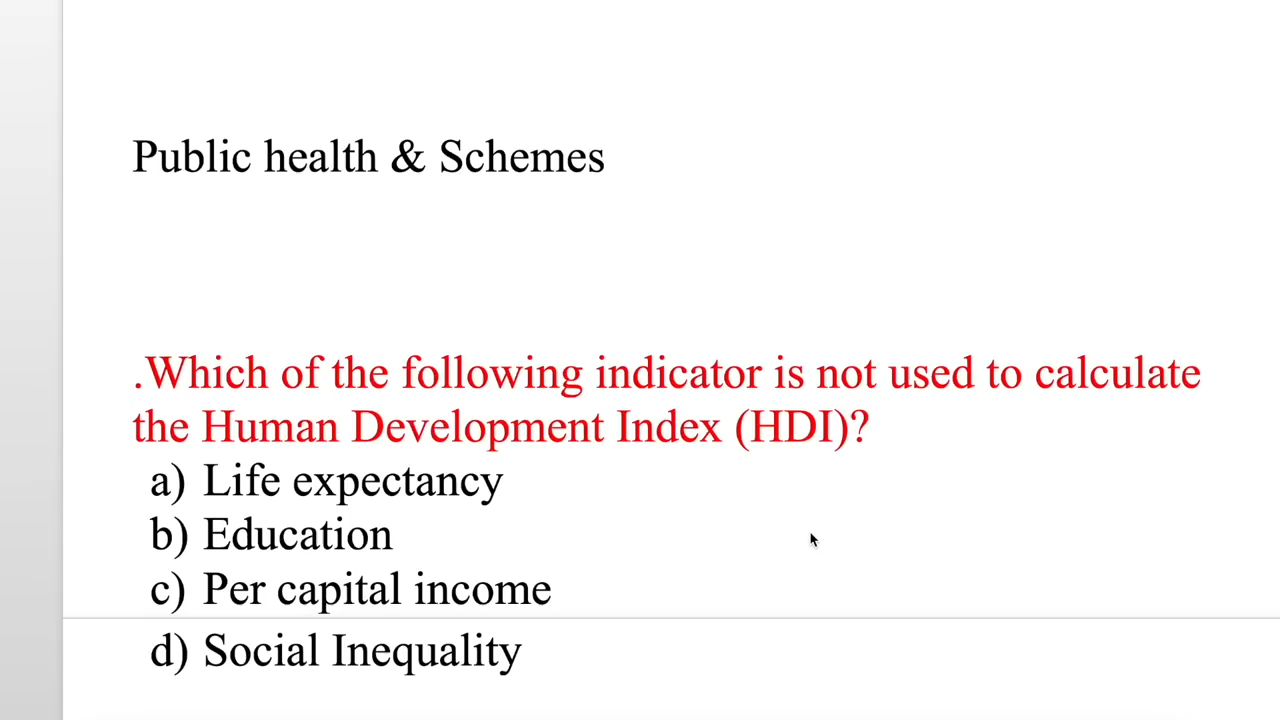 Public health & Schemes
.Which of the following indicator is not used to calculate
the Human Development Index (HDI)?
a) Life expectancy
b) Education
c) Per capital income
d) Social Inequality